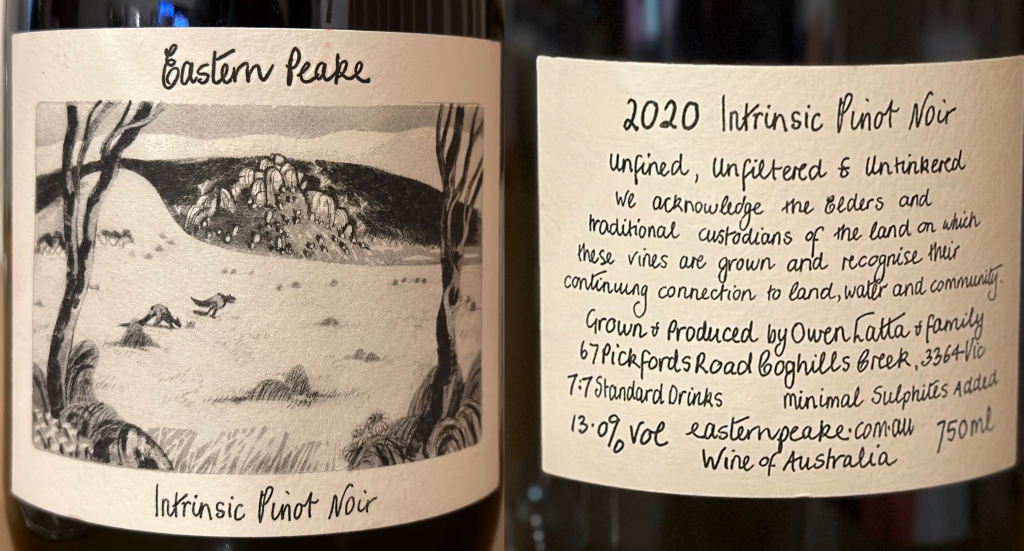 Eastern Peake
Intrinsic Pinot Noir
2020 Intrinsic Pinot Noir
Unfined, Unfiltered & Untinkered
We acknowledge the Elders and
traditional custodians of the land on which
these vines are grown and recognise their
continuing connection to land, water and community.
Grown & Produced by Owen Latta & family
67 Pickfords Road Coghills Creek, 3364 Vic
7.7 Standard Drinks minimal Sulphites Added
13.0% vol easternpeake.com.au 750ml
Wine of Australia